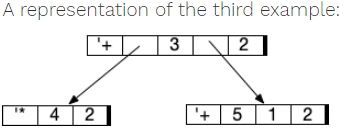 A representation of the third example:
'+ 3 2
'* 4 2 '+ 5 1 2